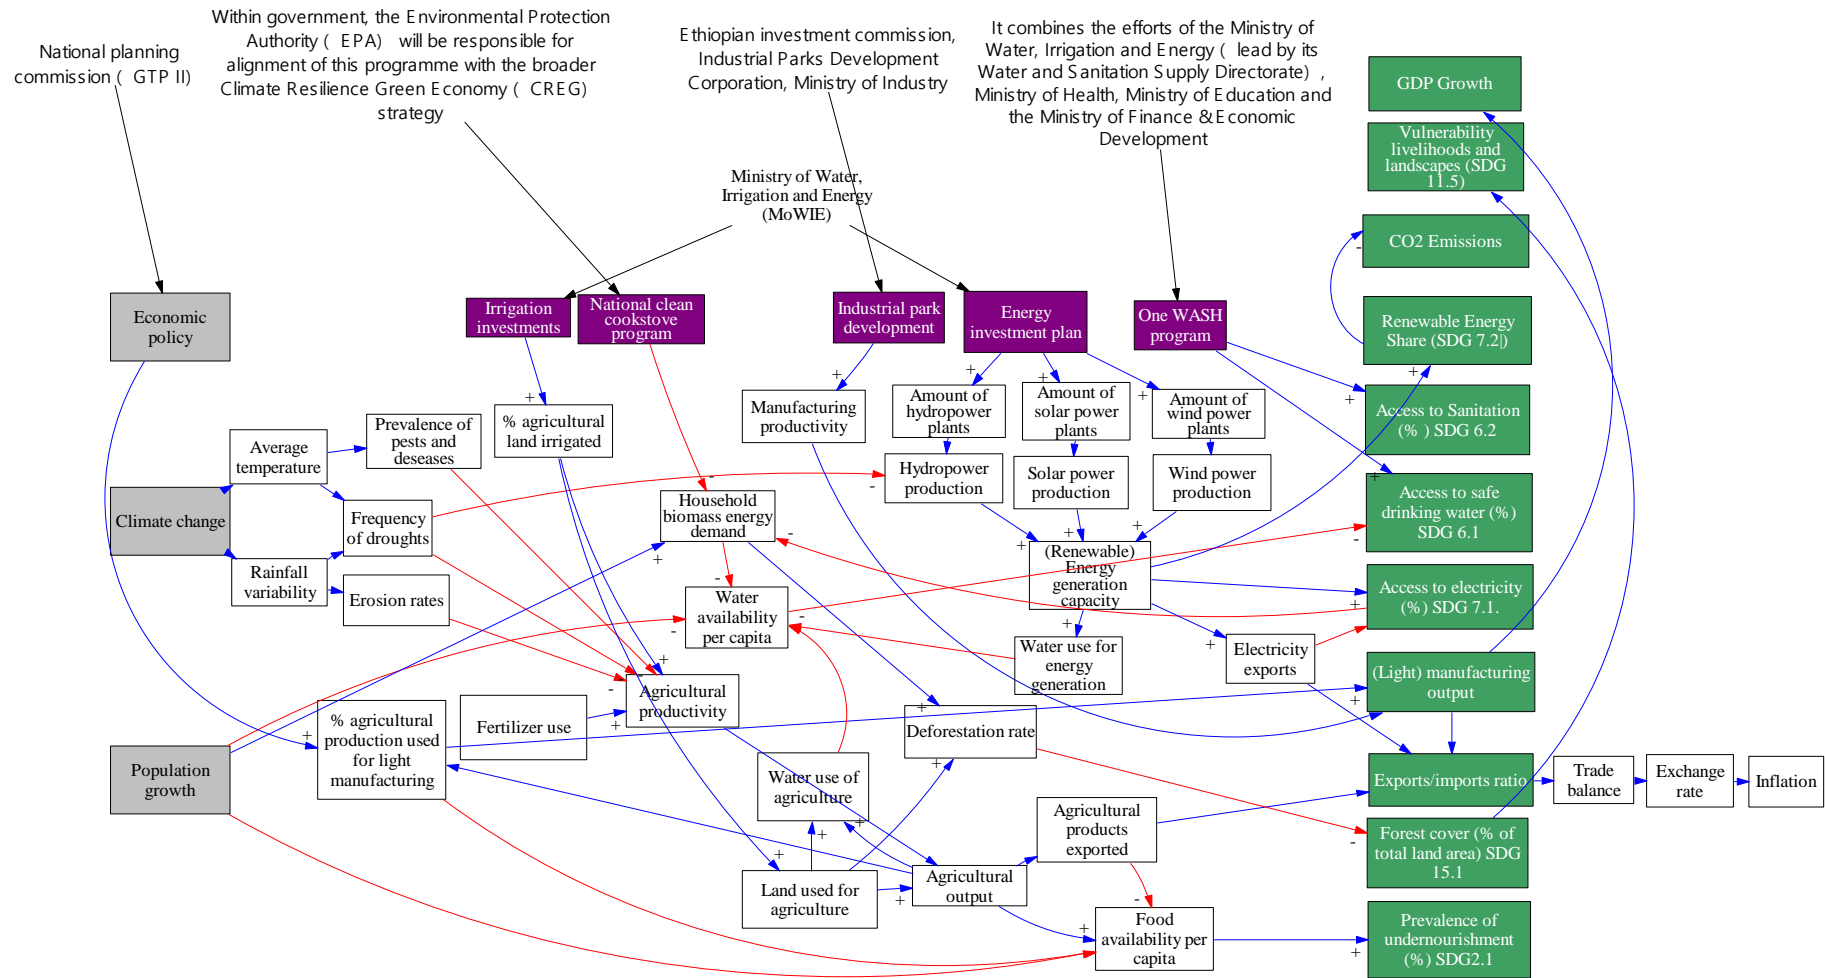 National planning
commission ( GTP II)
Within government, the Environmental Protection
Authority ( EPA) will be responsible for
alignment of this programme with the broader
Climate Resilience Green Economy ( CREG)
strategy
Ethiopian investment commission,
Industrial Parks Development
Corporation, Ministry of Industry
It combines the efforts of the Ministry of
Water, Irrigation and Energy ( lead by its
Water and Sanitation Supply Directorate) ,
Ministry of Health, Ministry of Education and
the Ministry of Finance &Economic
Development
Ministry of Water,
Irrigation and Energy
(MoWIE)
GDP Growth
Vulnerability
livelihoods and
landscapes (SDG
11.5)
CO2 Emissions
-
Economic
policy
Irrigation
investments
National clean
cookstove
program
Industrial park
development
Energy
investment plan
One WASH
program
Renewable Energy
Share (SDG 7.2|)
+
+
% agricultural
land irrigated
+
Manufacturing
productivity
+
Amount of
hydropower
plants
+
Amount of
solar power
plants
+
Amount of
wind power
plants
+
Access to Sanitation
(% ) SDG 6.2
Average
temperature
Prevalence of
pests and
deseases
-
Hydropower
production
-
Solar power
production
Wind power
production
+
Access to safe
drinking water (%)
SDG 6.1
-
Climate change
Frequency
of droughts
Household
biomass energy
demand
-
+
+
+
+
(Renewable)
Energy
generation
capacity
Rainfall
variability
Erosion rates
-
Water
availability
per capita
-
-
Access to electricity
(% ) SDG 7.1.
+
+
Water use for
energy
generation
+
Electricity
exports
+
-
-
Agricultural
productivity
+
Fertilizer use
% agricultural
production used
for light
manufacturing
+
(Light) manufacturing
output
+
+
Deforestation rate
+
Population
growth
Water use of
agriculture
+
+
Exports/imports ratio
Trade
balance
Exchange
rate
Inflation
Agricultural
products
exported
Forest cover (% of
total land area) SDG
15.1
-
+
Land used for
agriculture
+
Agricultural
output
-
+
Food
availability per
capita
Prevalence of
undernourishment
(% ) SDG2.1
+